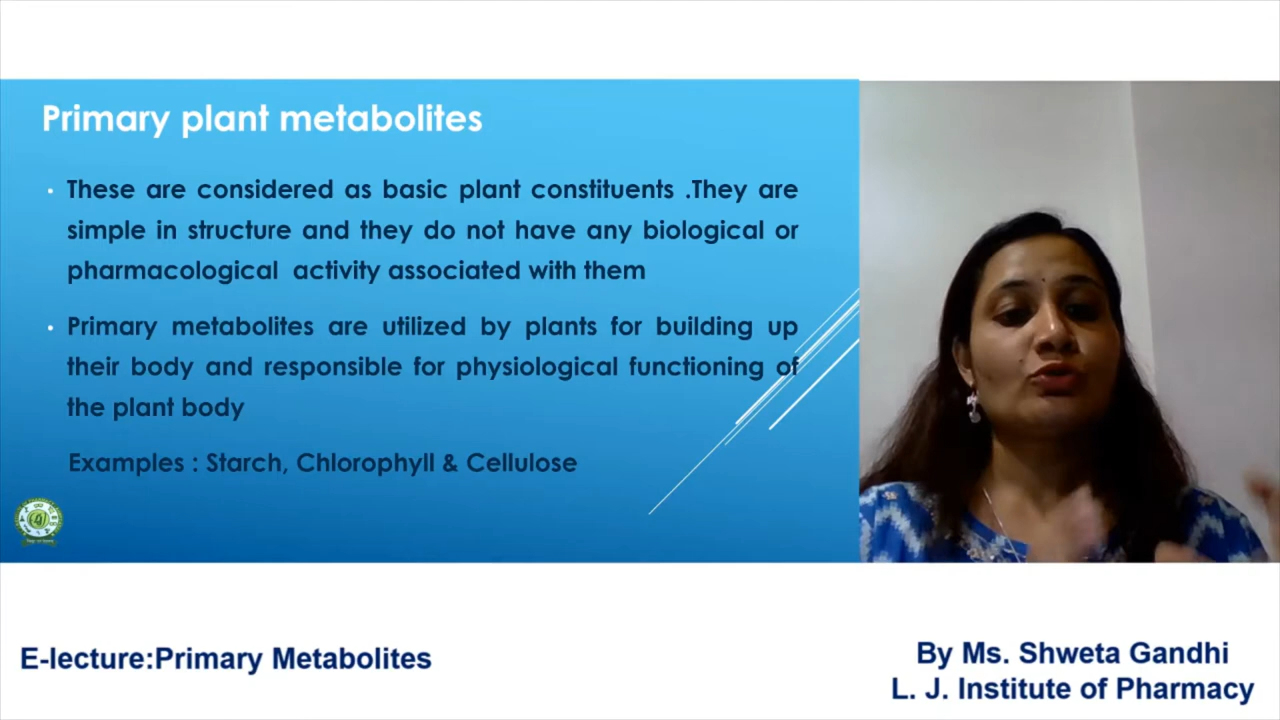 Primary plant metabolites
• These are considered as basic plant constituents .They are
simple in structure and they do not have any biological or
pharmacological activity associated with them
• Primary metabolites are utilized by plants for building up
their body and responsible for physiological functioning of
the plant body
Examples : Starch, Chlorophyll & Cellulose
E-lecture:Primary Metabolites
By Ms. Shweta Gandhi
L. J. Institute of Pharmacy